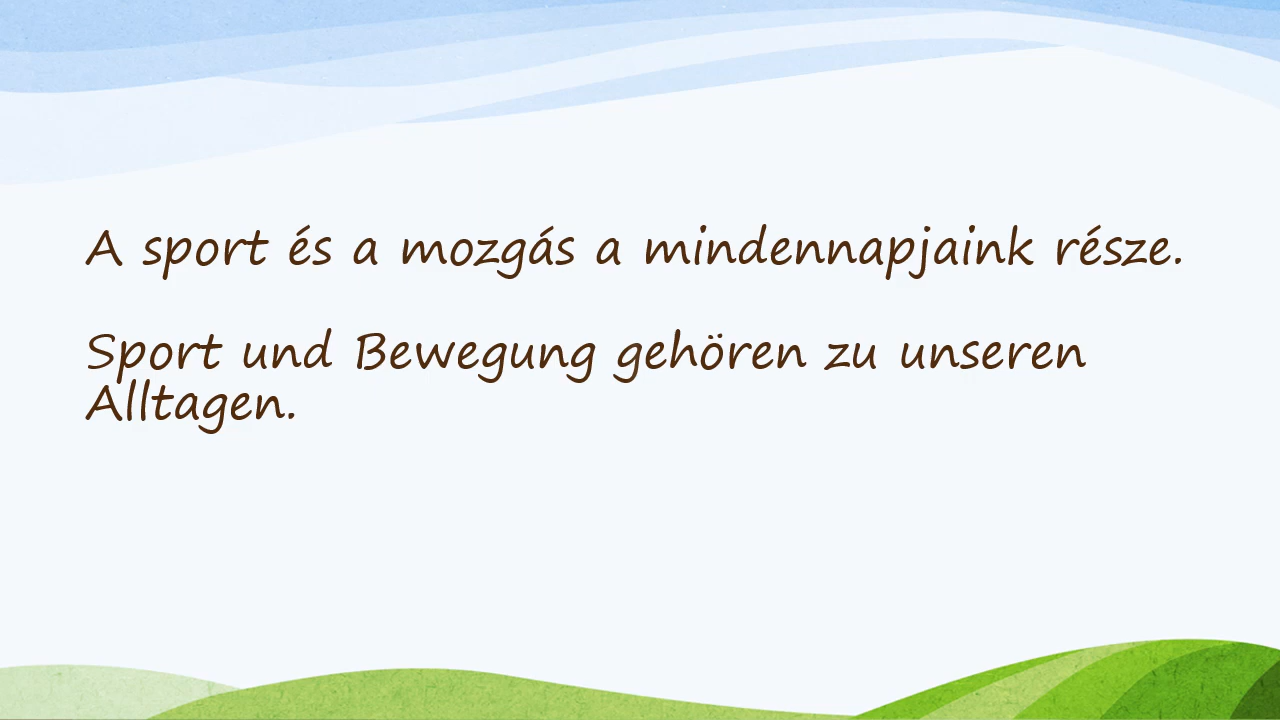 A sport és a mozgás a mindennapjaink része.
Sport und Bewegung gehören zu unseren
Alltagen.